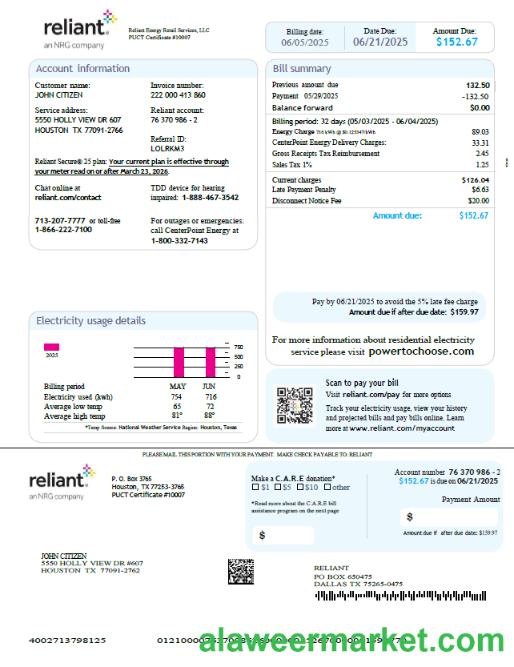 reliant
an NRG company
Reliant Energy Retail Services, LLC
PUCT Certificate #10007
Billing date:
06/05/2025
Date Due:
06/21/2025
Amount Due:
$152.67
Account information
Customer name:
JOHN CITIZEN
Invoice number:
222 000 413 860
Service address:
5550 HOLLY VIEW DR 607
HOUSTON TX 77091-2766
Reliant account:
76 370 986 - 2
Referral ID:
LOLRKM3
Reliant Secure® 25 plan: Your current plan is effective through
your meter read on or after March 23, 2026.
Chat online at
reliant.com/contact
TDD device for hearing
impaired: 1-888-467-3542
713-207-7777 or toll-free
1-866-222-7100
For outages or emergencies:
call CenterPoint Energy at
1-800-332-7143
Bill summary
Previous amount due 132.50
Payment 05/29/2025 -132.50
Balance forward $0.00
Billing period: 32 days (05/03/2025 - 06/04/2025)
Energy Charge 89.03
CenterPoint Energy Delivery Charges: 33.31
Gross Receipts Tax Reimbursement 2.45
Sales Tax 1% 1.25
Current charges $126.04
Late Payment Penalty $6.63
Disconnect Notice Fee $20.00
Amount due: $152.67
Pay by 06/21/2025 to avoid the 5% late fee charge
Amount due if after due date: $159.97
For more information about residential electricity
service please visit powertochoose.com
Electricity usage details
2025
750
500
250
0
Billing period MAY JUN
Electricity used (kwh) 754 716
Average low temp 65 72
Average high temp 81° 88°
*Temp Source: National Weather Service Region: Houston, Texas
Scan to pay your bill
Visit reliant.com/pay for more options
Track your electricity usage, view your history
and projected bills and pay bills online. Learn
more at www.reliant.com/myaccount
PLEASE MAIL THIS PORTION WITH YOUR PAYMENT. MAKE CHECK PAYABLE TO: RELIANT
reliant
an NRG company
P. O. Box 3765
Houston, TX 77253-3765
PUCT Certificate #10007
Make a C.A.R.E donation*
$1 $5 $10 other
*Read more about the C.A.R.E bill
assistance program on the next page
$
Account number 76 370 986 - 2
$152.67 is due on 06/21/2025
Payment Amount
$
Amount due if after due date: $159.97
JOHN CITIZEN
5550 HOLLY VIEW DR #607
HOUSTON TX 77091-2762
RELIANT
PO BOX 650475
DALLAS TX 75265-0475
4002713798125
alaweermarket.com